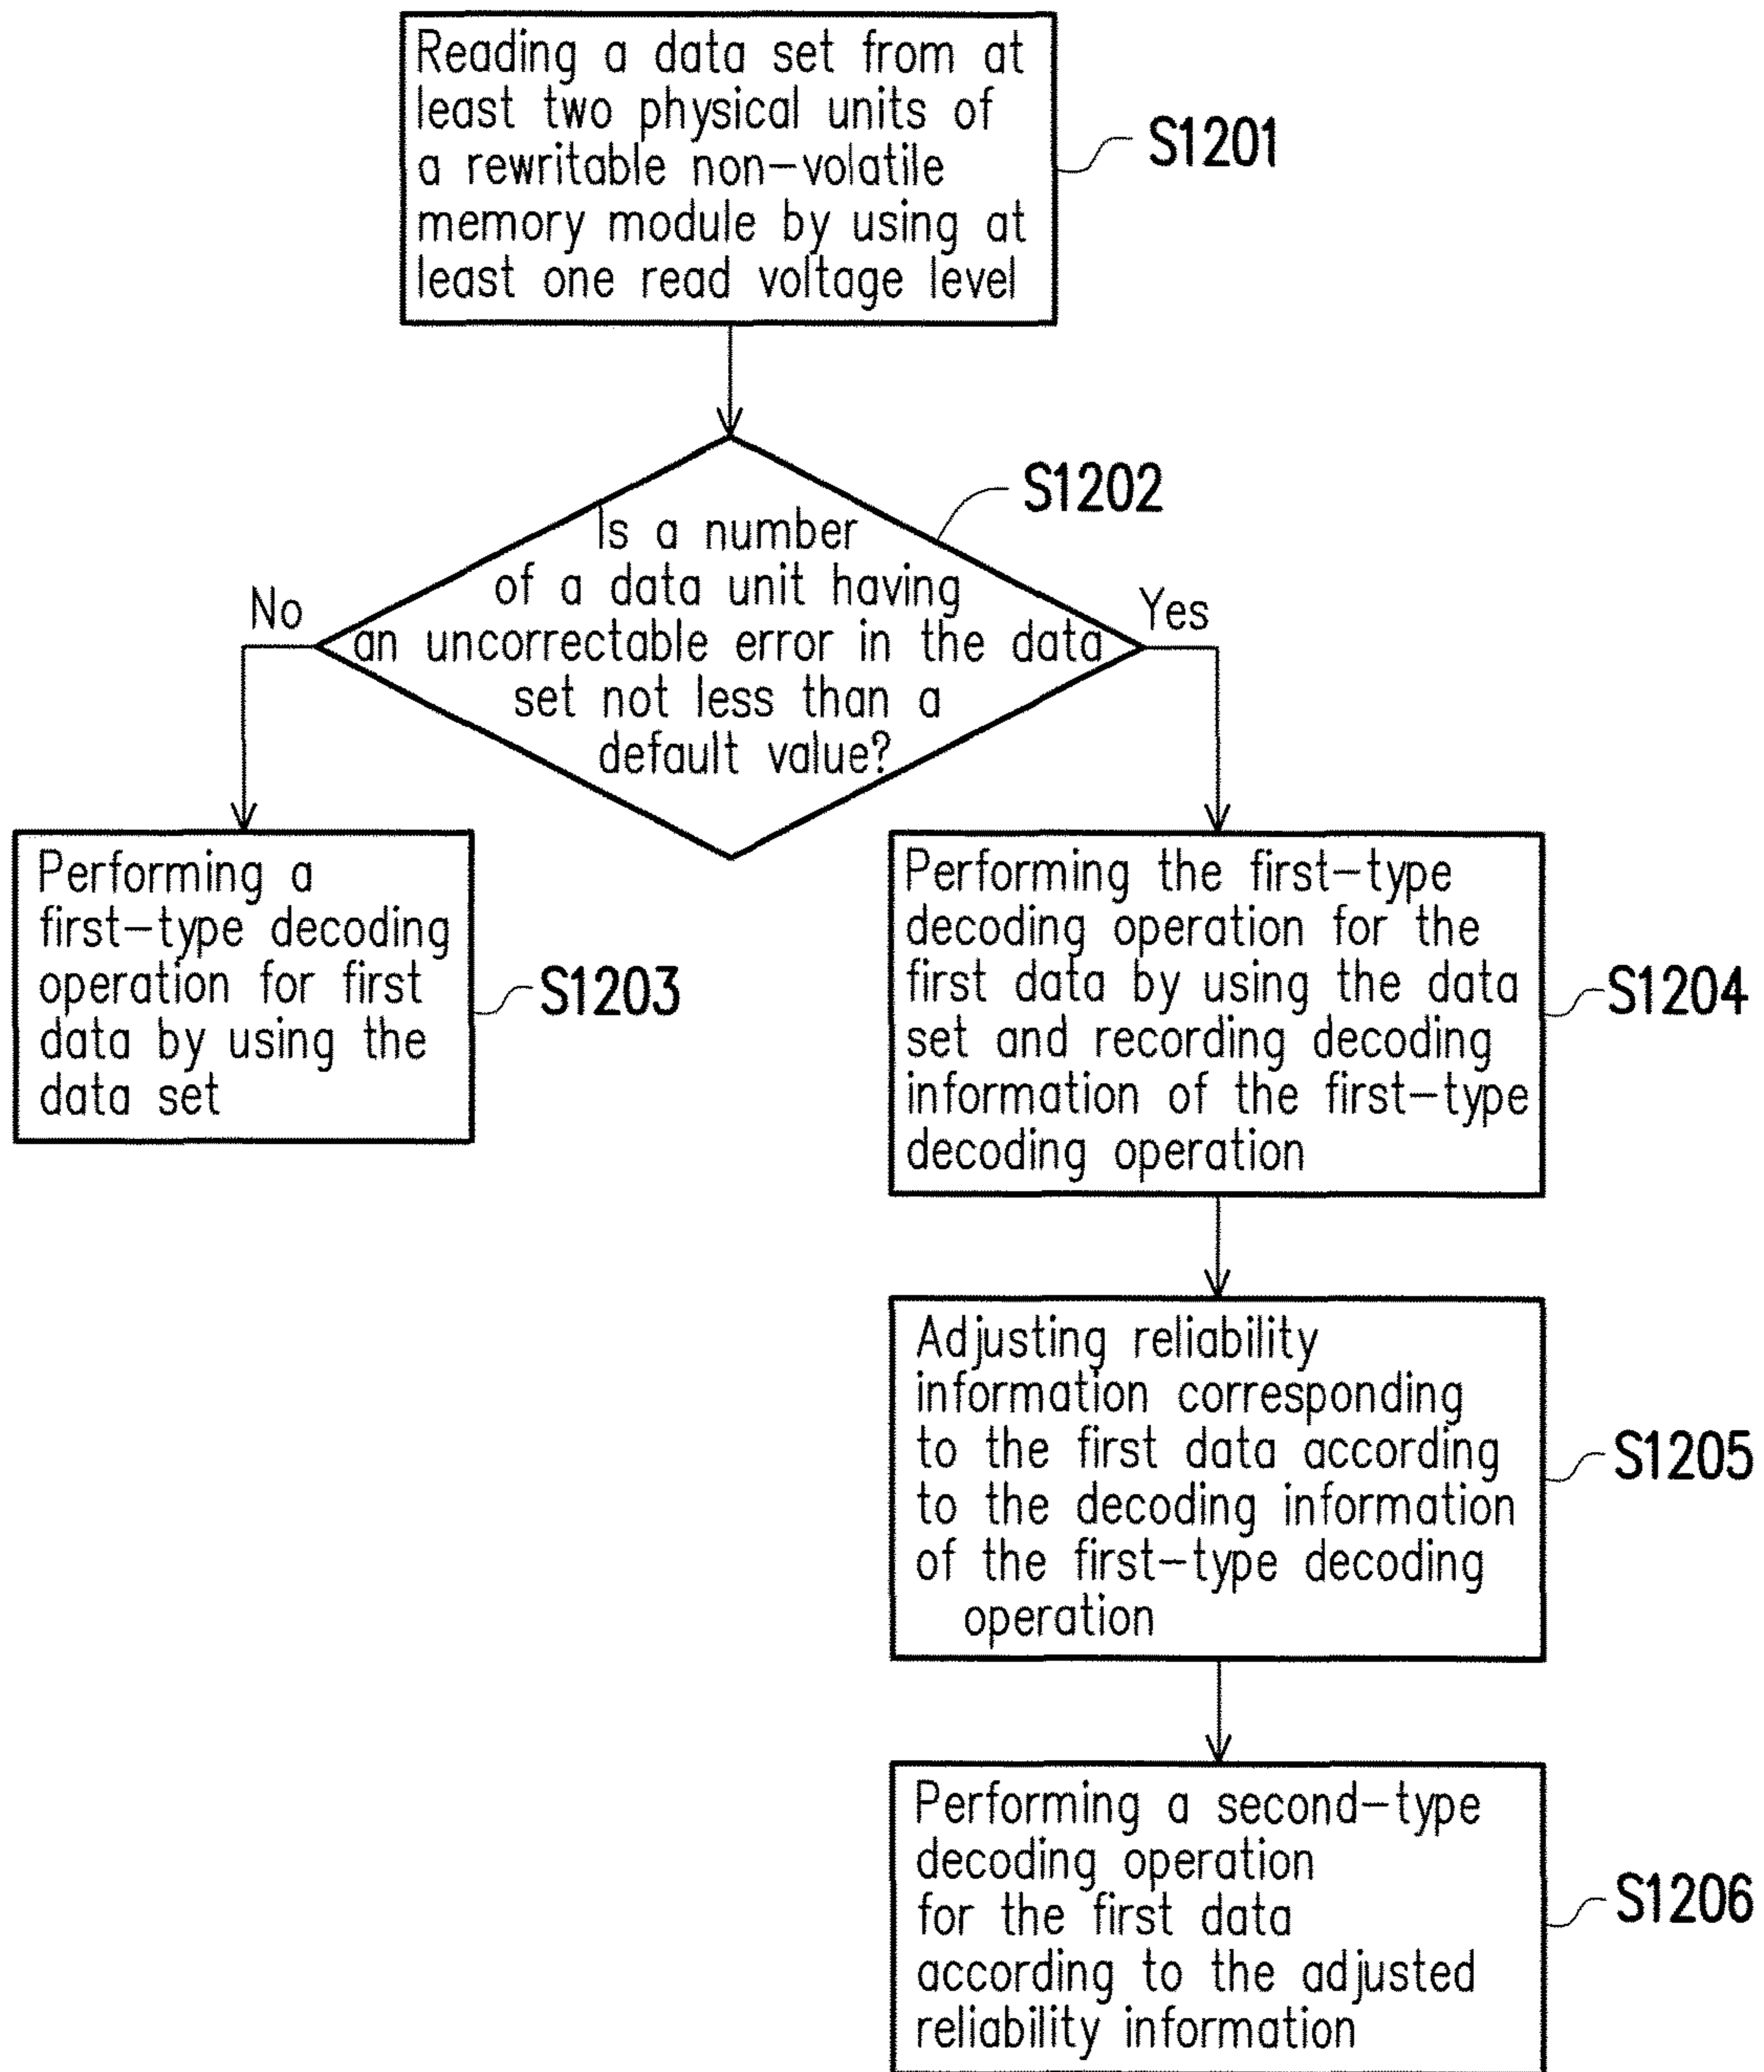 Reading a data set from at
least two physical units of
a rewritable non-volatile
memory module by using at
least one read voltage level
S1201
S1202
Is a number
of a data unit having
an uncorrectable error in the data
set not less than a
default value?
No
Yes
Performing a
first-type decoding
operation for first
data by using the
data set
S1203
Performing the first-type
decoding operation for the
first data by using the data
set and recording decoding
information of the first-type
decoding operation
S1204
Adjusting reliability
information corresponding
to the first data according
to the decoding information
of the first-type decoding
operation
S1205
Performing a second-type
decoding operation
for the first data
according to the adjusted
reliability information
S1206